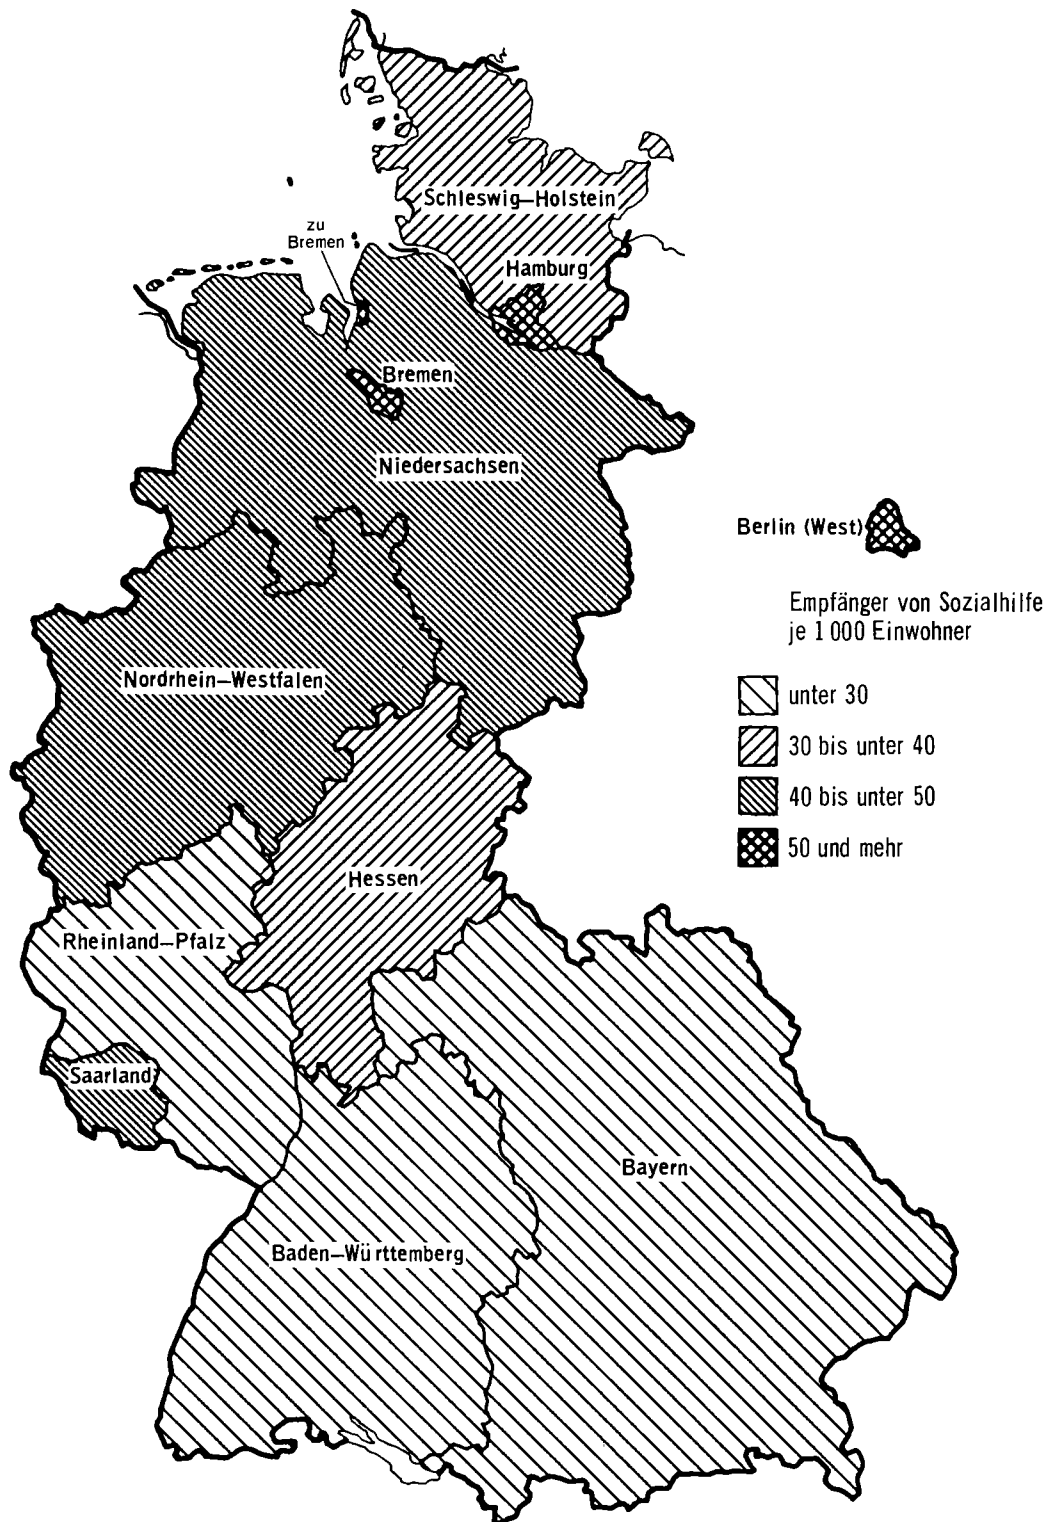 Schleswig–Holstein
zu
Bremen
Hamburg
Bremen
Niedersachsen
Berlin (West)
Empfänger von Sozialhilfe
je 1 000 Einwohner
Nordrhein–Westfalen
unter 30
30 bis unter 40
40 bis unter 50
50 und mehr
Hessen
Rheinland–Pfalz
Saarland
Bayern
Baden–Württemberg